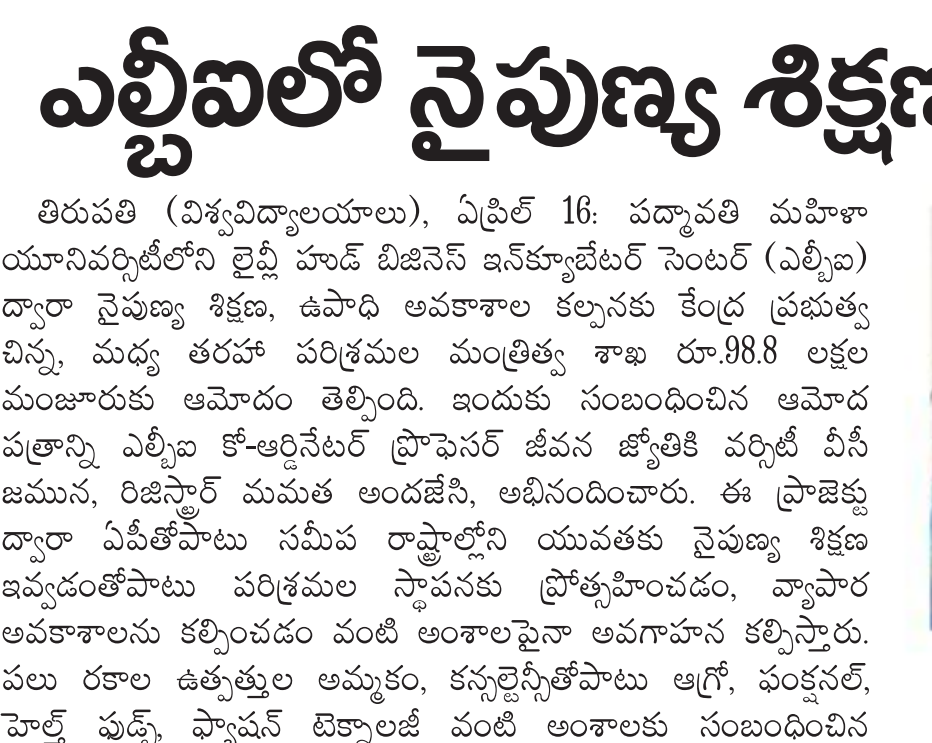 ఎల్బీఐలో నైపుణ్య శిక్షణ
తిరుపతి (విశ్వవిద్యాలయాలు), ఏప్రిల్ 16: పద్మావతి మహిళా
యూనివర్సిటీలోని లైవ్లీ హుడ్ బిజినెస్ ఇన్‌క్యూబేటర్ సెంటర్ (ఎల్బీఐ)
ద్వారా నైపుణ్య శిక్షణ, ఉపాధి అవకాశాల కల్పనకు కేంద్ర ప్రభుత్వ
చిన్న, మధ్య తరహా పరిశ్రమల మంత్రిత్వ శాఖ రూ.98.8 లక్షల
మంజూరుకు ఆమోదం తెల్పింది. ఇందుకు సంబంధించిన ఆమోద
పత్రాన్ని ఎల్బీఐ కో-ఆర్డినేటర్ ప్రొఫెసర్ జీవన జ్యోతికి వర్సిటీ వీసీ
జమున, రిజిస్ట్రార్ మమత అందజేసి, అభినందించారు. ఈ ప్రాజెక్టు
ద్వారా ఏపీతోపాటు సమీప రాష్ట్రాల్లోని యువతకు నైపుణ్య శిక్షణ
ఇవ్వడంతోపాటు పరిశ్రమల స్థాపనకు ప్రోత్సహించడం, వ్యాపార
అవకాశాలను కల్పించడం వంటి అంశాలపైనా అవగాహన కల్పిస్తారు.
పలు రకాల ఉత్పత్తుల అమ్మకం, కన్సల్టెన్సీతోపాటు ఆగ్రో, ఫంక్షనల్,
హెల్త్ ఫుడ్స్, ఫ్యాషన్ టెక్నాలజీ వంటి అంశాలకు సంబంధించిన